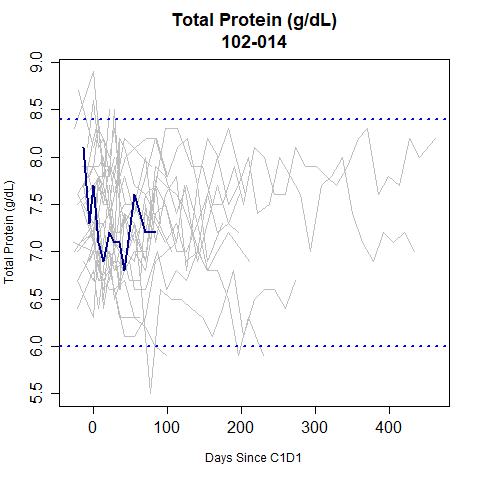 Total Protein (g/dL)
102-014
Total Protein (g/dL)
9.0
8.5
8.0
7.5
7.0
6.5
6.0
5.5
0 100 200 300 400
Days Since C1D1